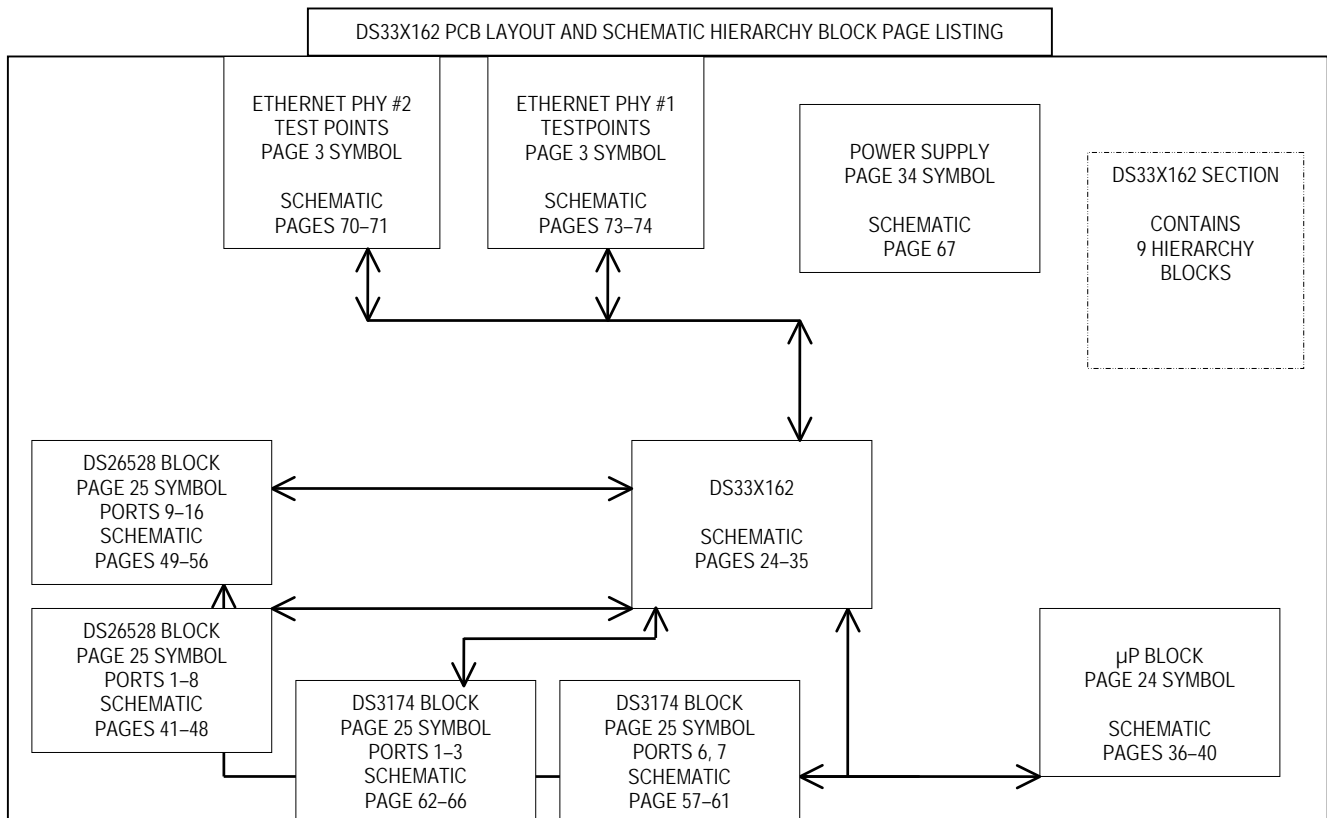 DS33X162 PCB LAYOUT AND SCHEMATIC HIERARCHY BLOCK PAGE LISTING
ETHERNET PHY #2
TEST POINTS
PAGE 3 SYMBOL
SCHEMATIC
PAGES 70–71
ETHERNET PHY #1
TESTPOINTS
PAGE 3 SYMBOL
SCHEMATIC
PAGES 73–74
POWER SUPPLY
PAGE 34 SYMBOL
SCHEMATIC
PAGE 67
DS33X162 SECTION
CONTAINS
9 HIERARCHY
BLOCKS
DS26528 BLOCK
PAGE 25 SYMBOL
PORTS 9–16
SCHEMATIC
PAGES 49–56
DS33X162
SCHEMATIC
PAGES 24–35
DS26528 BLOCK
PAGE 25 SYMBOL
PORTS 1–8
SCHEMATIC
PAGES 41–48
DS3174 BLOCK
PAGE 25 SYMBOL
PORTS 1–3
SCHEMATIC
PAGE 62–66
DS3174 BLOCK
PAGE 25 SYMBOL
PORTS 6, 7
SCHEMATIC
PAGE 57–61
µP BLOCK
PAGE 24 SYMBOL
SCHEMATIC
PAGES 36–40